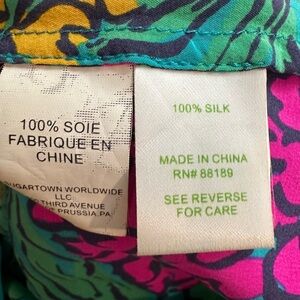 100% SOIE
FABRIQUE EN
CHINE
SUGARTOWN WORLDWIDE
LLC.
THIRD AVENUE
PRUSSIA, PA
100% SILK
MADE IN CHINA
RN# 88189
SEE REVERSE
FOR CARE